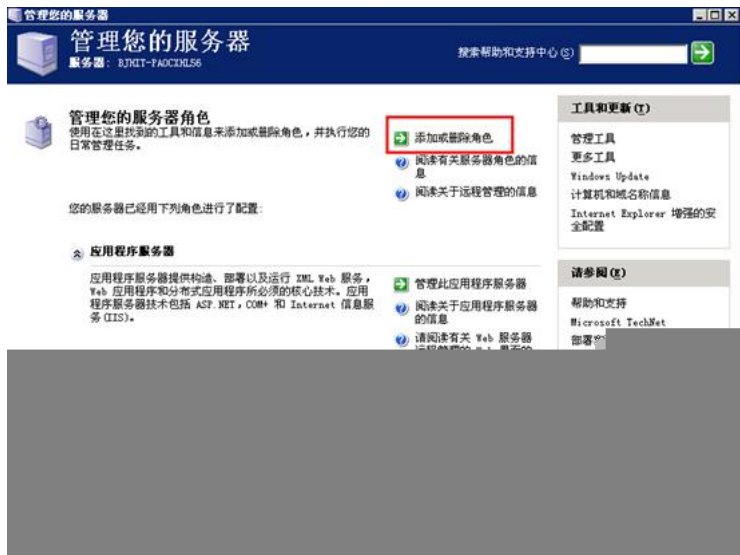 管理您的服务器
管理您的服务器
服务器: BJHIT-PAOCIHLS6
搜索帮助和支持中心(S)
管理您的服务器角色
使用在这里找到的工具和信息来添加或删除角色，并执行您的
日常管理任务。
添加或删除角色
阅读有关服务器角色的信
息
阅读关于远程管理的信息
您的服务器已经用下列角色进行了配置:
应用程序服务器
应用程序服务器提供构造、部署以及运行 XML Web 服务，
Web 应用程序和分布式应用程序所必须的核心技术。应用
程序服务器技术包括 ASP.NET，COM+ 和 Internet 信息服
务(IIS)。
管理此应用程序服务器
阅读关于应用程序服务器
的信息
请阅读有关 Web 服务器
工具和更新(T)
管理工具
更多工具
Windows Update
计算机和域名称信息
Internet Explorer 增强的安
全配置
请参阅(E)
帮助和支持
Microsoft TechNet
部署